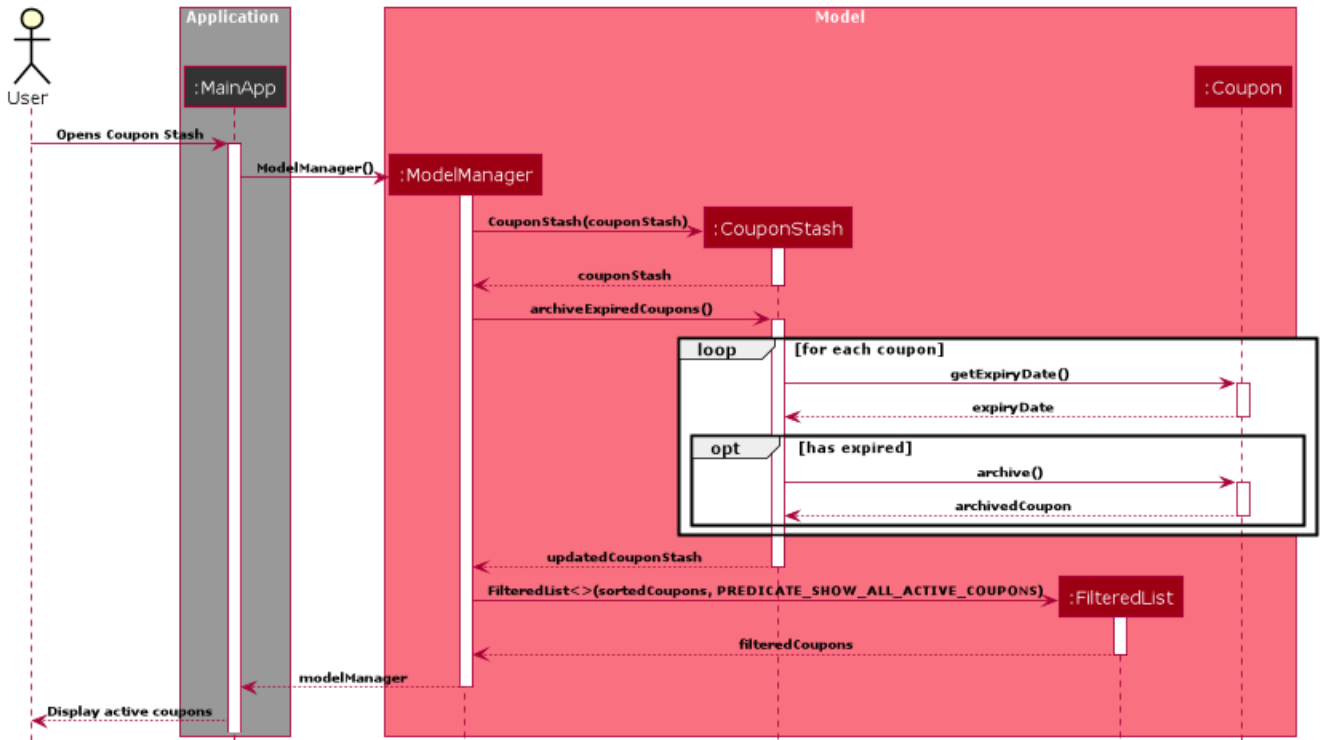 Application
Model
:MainApp
:Coupon
User
Opens Coupon Stash
ModelManager()
:ModelManager
CouponStash(couponStash)
:CouponStash
couponStash
archiveExpiredCoupons()
loop
[for each coupon]
getExpiryDate()
expiryDate
opt
[has expired]
archive()
archivedCoupon
updatedCouponStash
FilteredList<>(sortedCoupons, PREDICATE_SHOW_ALL_ACTIVE_COUPONS)
:FilteredList
filteredCoupons
modelManager
Display active coupons